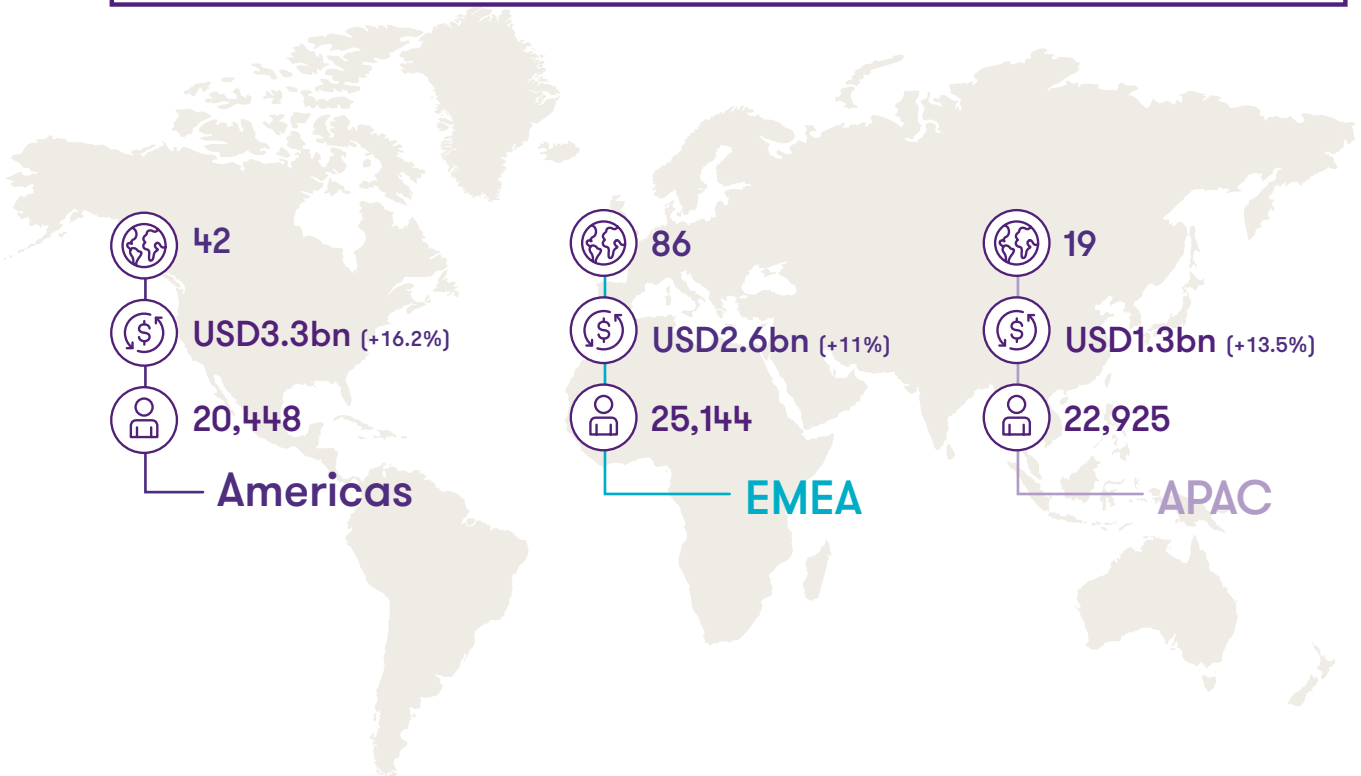 42
USD3.3bn (+16.2%)
20,448
Americas
86
USD2.6bn (+11%)
25,144
EMEA
19
USD1.3bn (+13.5%)
22,925
APAC